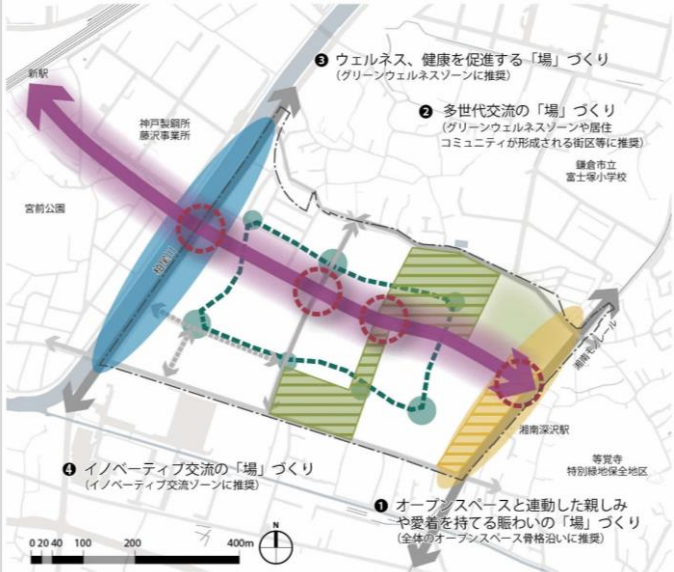 ❸ ウェルネス、健康を促進する「場」づくり
（グリーンウェルネスゾーンに推奨）
新駅
❷ 多世代交流の「場」づくり
（グリーンウェルネスゾーンや居住
コミュニティが形成される街区等に推奨）
神戸製鋼所
藤沢事業所
鎌倉市立
富士塚小学校
宮前公園
柏尾川
湘南モノレール
湘南深沢駅
等覚寺
特別緑地保全地区
❹ イノベーティブ交流の「場」づくり
（イノベーティブ交流ゾーンに推奨）
❶ オープンスペースと連動した親しみ
や愛着を持てる賑わいの「場」づくり
（全体のオープンスペース骨格沿いに推奨）
N
0 20 40 100 200 400m